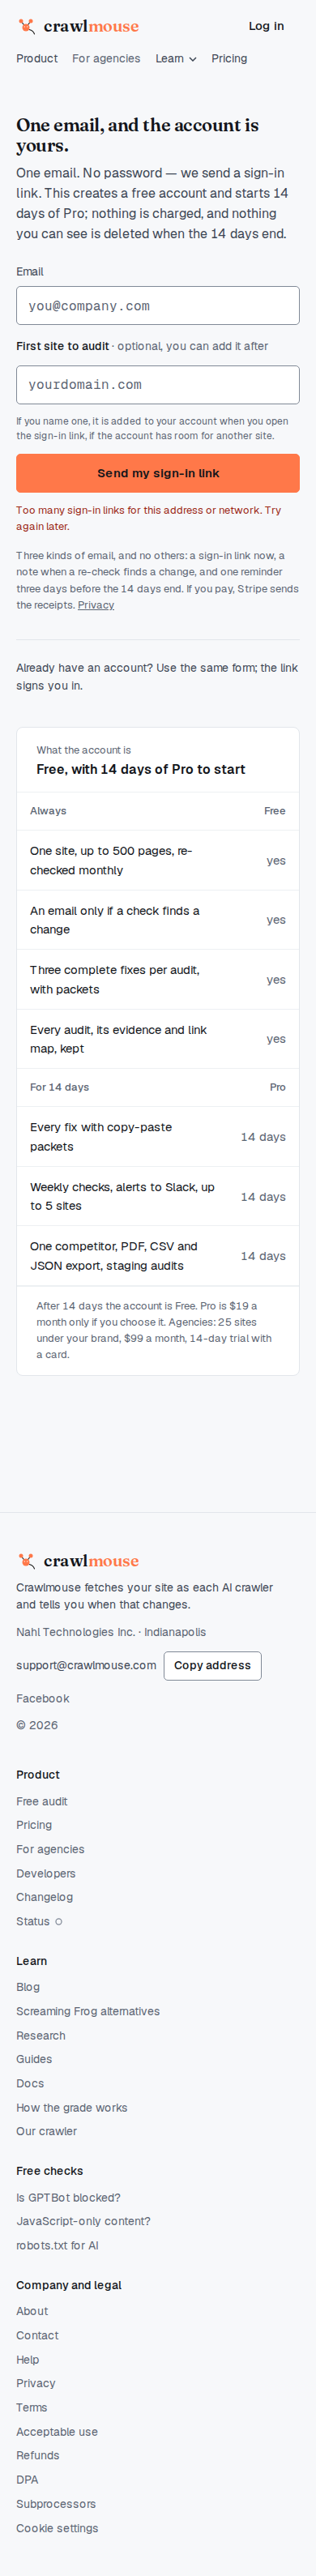 crawlmouse
Log in
Product For agencies Learn Pricing
One email, and the account is
yours.
One email. No password — we send a sign-in
link. This creates a free account and starts 14
days of Pro; nothing is charged, and nothing
you can see is deleted when the 14 days end.
Email
you@company.com
First site to audit · optional, you can add it after
yourdomain.com
If you name one, it is added to your account when you open
the sign-in link, if the account has room for another site.
Send my sign-in link
Too many sign-in links for this address or network. Try
again later.
Three kinds of email, and no others: a sign-in link now, a
note when a re-check finds a change, and one reminder
three days before the 14 days end. If you pay, Stripe sends
the receipts. Privacy
Already have an account? Use the same form; the link
signs you in.
What the account is
Free, with 14 days of Pro to start
Always Free
One site, up to 500 pages, re-
checked monthly
yes
An email only if a check finds a
change
yes
Three complete fixes per audit,
with packets
yes
Every audit, its evidence and link
map, kept
yes
For 14 days Pro
Every fix with copy-paste
packets
14 days
Weekly checks, alerts to Slack, up
to 5 sites
14 days
One competitor, PDF, CSV and
JSON export, staging audits
14 days
After 14 days the account is Free. Pro is $19 a
month only if you choose it. Agencies: 25 sites
under your brand, $99 a month, 14-day trial with
a card.
crawlmouse
Crawlmouse fetches your site as each AI crawler
and tells you when that changes.
Nahl Technologies Inc. · Indianapolis
support@crawlmouse.com Copy address
Facebook
© 2026
Product
Free audit
Pricing
For agencies
Developers
Changelog
Status
Learn
Blog
Screaming Frog alternatives
Research
Guides
Docs
How the grade works
Our crawler
Free checks
Is GPTBot blocked?
JavaScript-only content?
robots.txt for AI
Company and legal
About
Contact
Help
Privacy
Terms
Acceptable use
Refunds
DPA
Subprocessors
Cookie settings